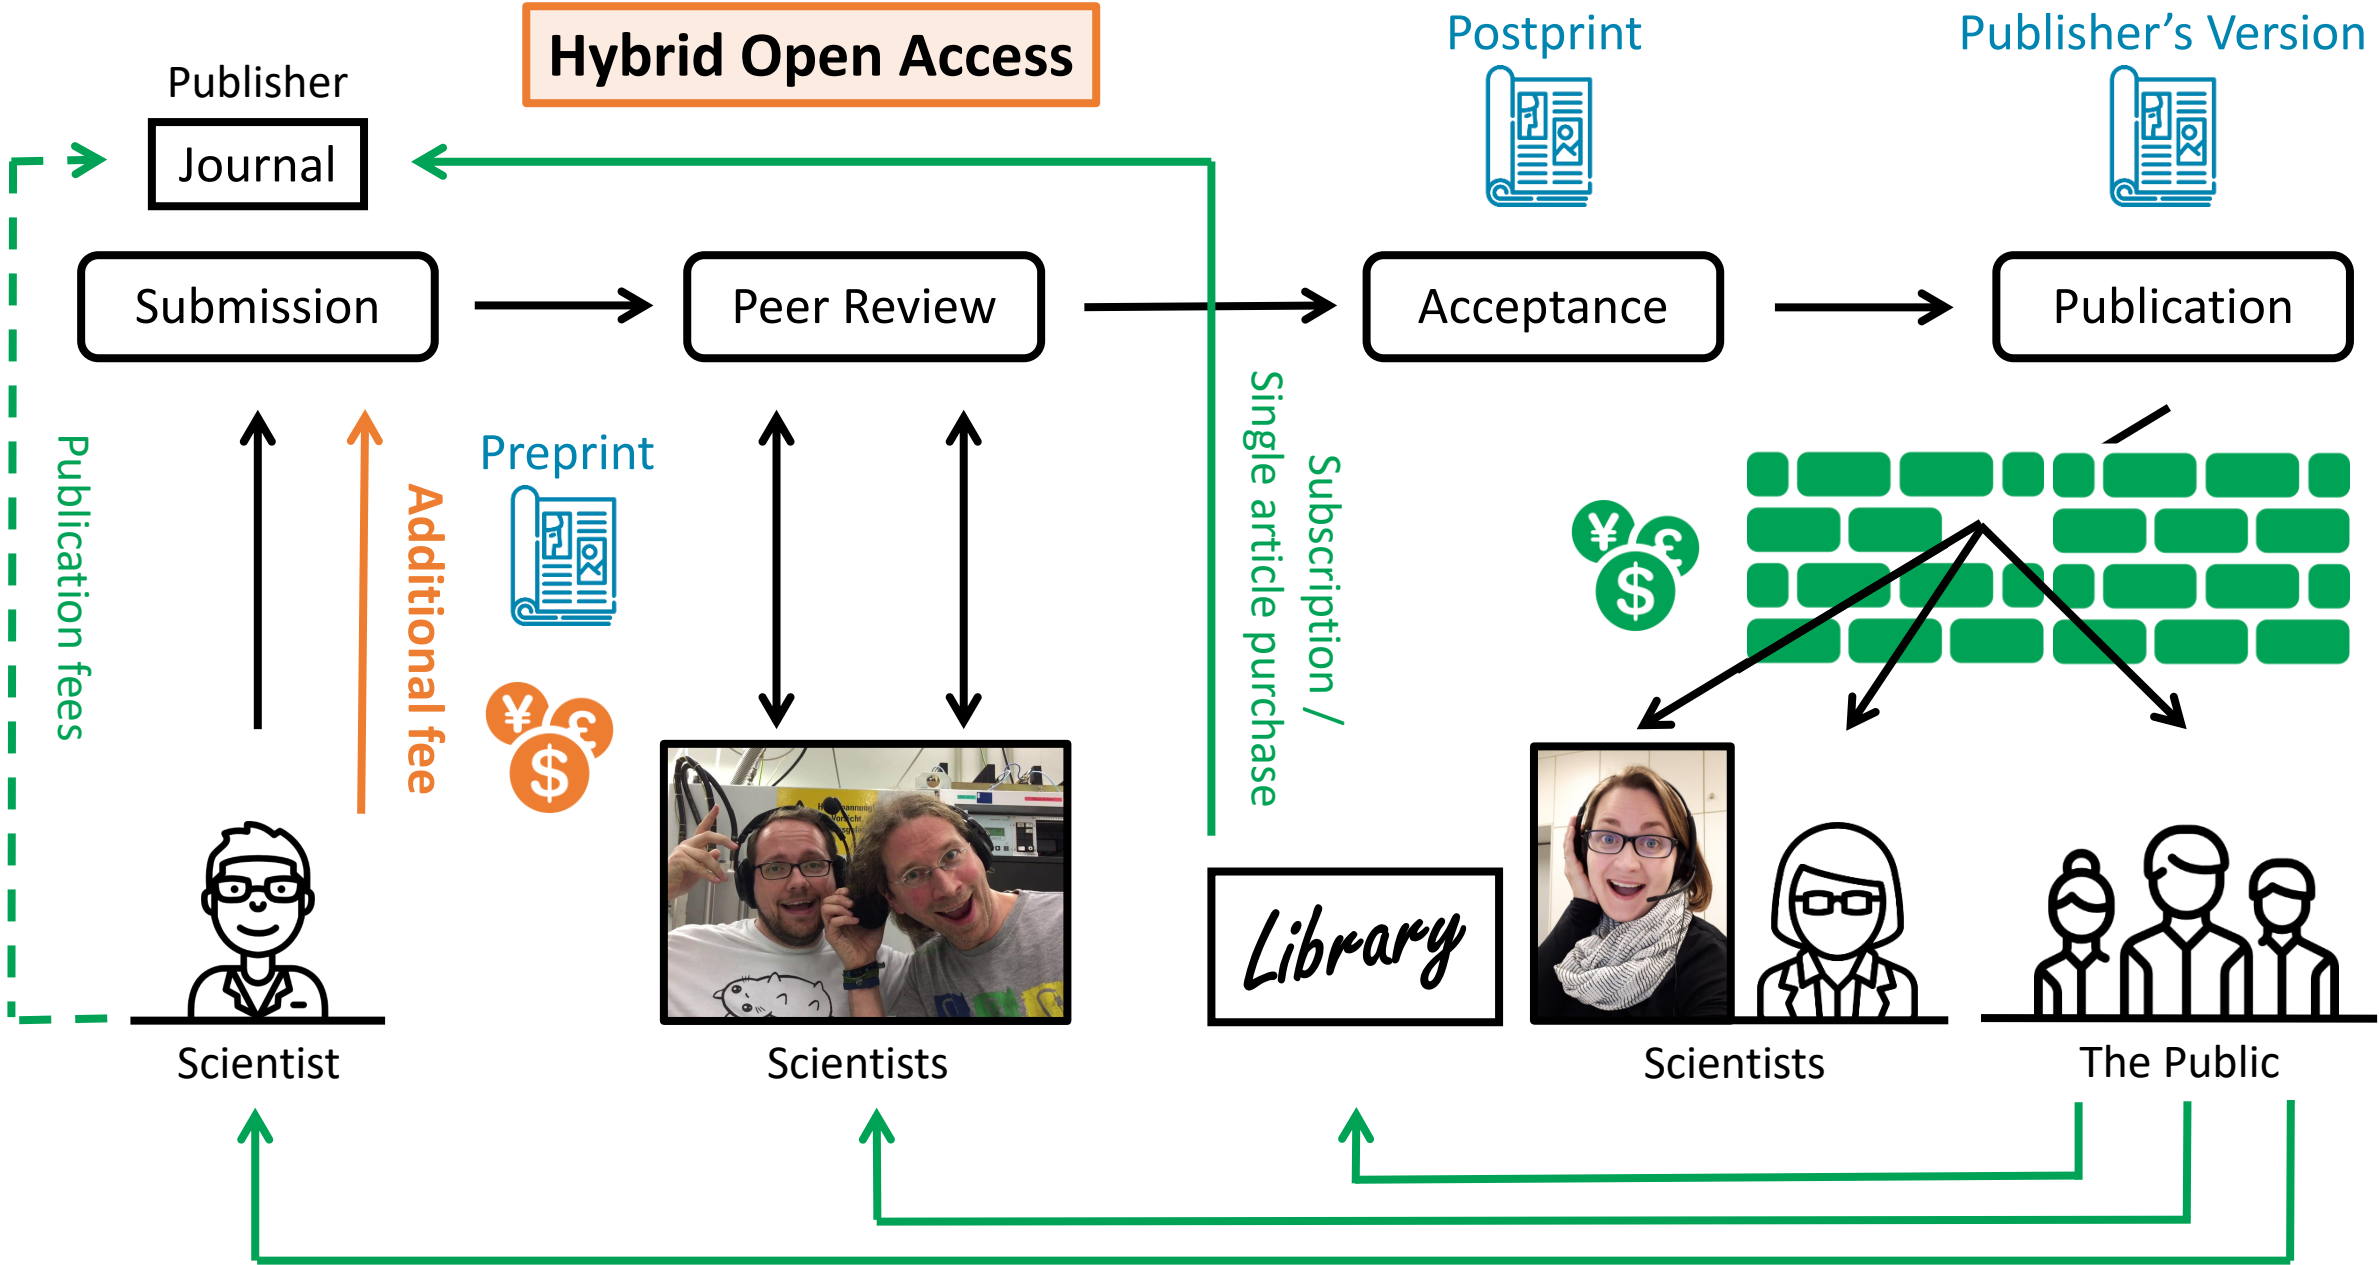 Hybrid Open Access
Postprint
Publisher's Version
Publisher
Journal
Submission
Peer Review
Acceptance
Publication
Publication fees
Additional fee
Preprint
Subscription /
Single article purchase
¥ £
$
¥ £
$
Library
Scientist
Scientists
Scientists
The Public